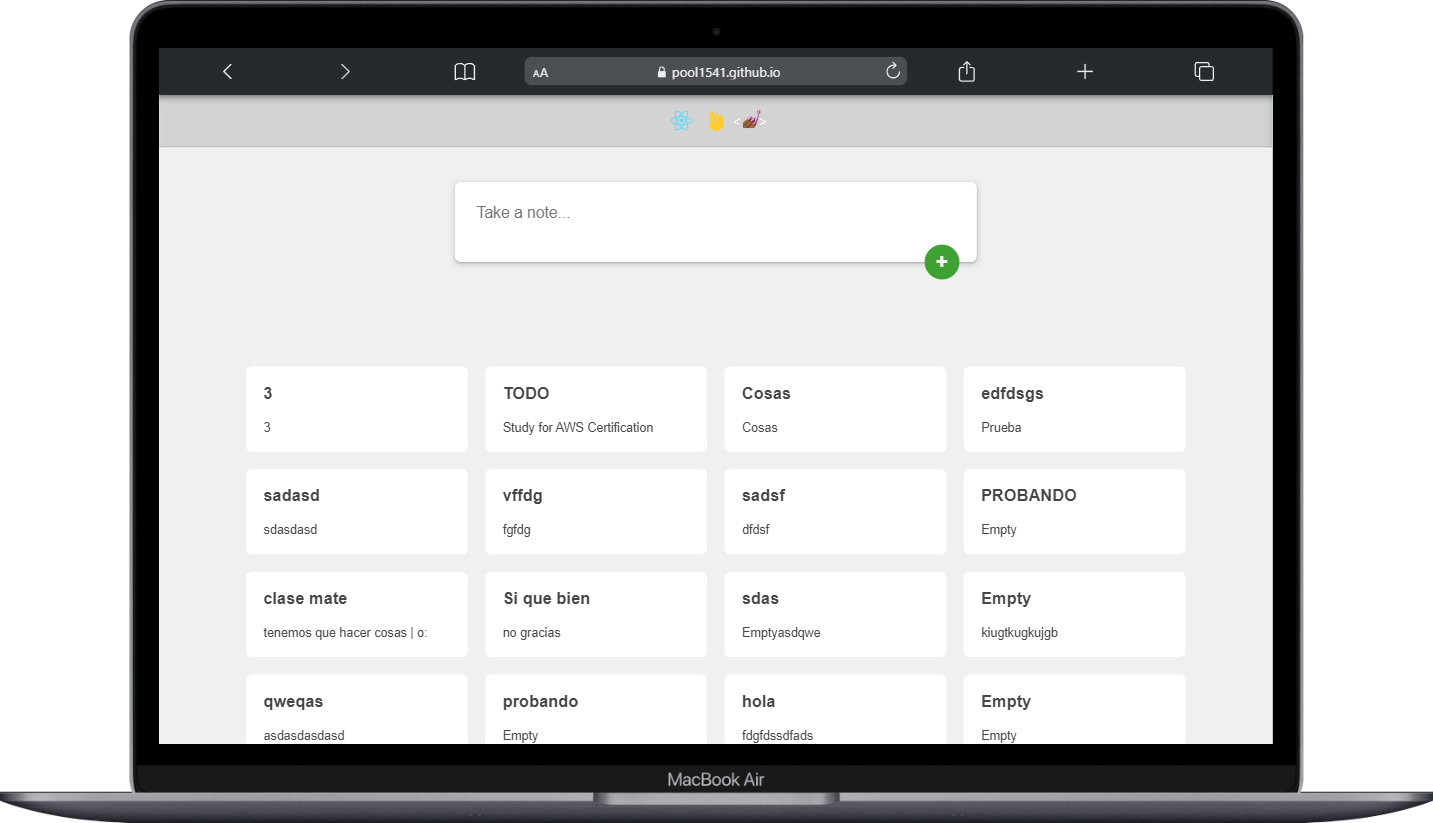 AA
pool1541.github.io
< >
Take a note...
+
3
3
TODO
Study for AWS Certification
Cosas
Cosas
edfdsgs
Prueba
sadasd
sdasdasd
vffdg
fgfdg
sadsf
dfdsf
PROBANDO
Empty
clase mate
tenemos que hacer cosas | o:
Si que bien
no gracias
sdas
Emptyasdqwe
Empty
kiugtkugkujgb
qweqas
asdasdasdasd
probando
Empty
hola
fdgfdssdfads
Empty
Empty
MacBook Air